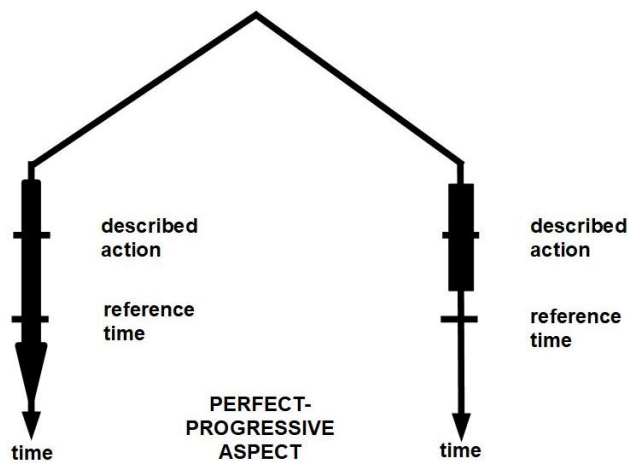 described
action
reference
time
described
action
reference
time
PERFECT-
PROGRESSIVE
ASPECT
time
time